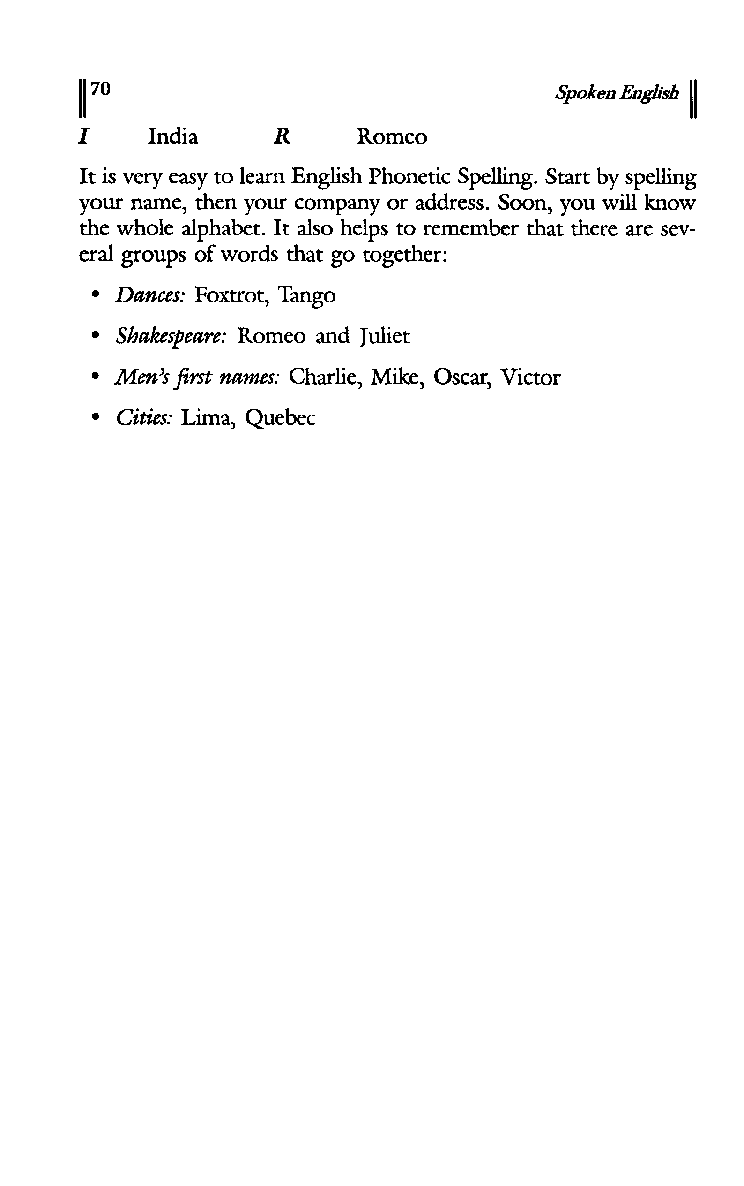 70 Spoken English
I India R Romeo
It is very easy to learn English Phonetic Spelling. Start by spelling
your name, then your company or address. Soon, you will know
the whole alphabet. It also helps to remember that there are sev-
eral groups of words that go together:
• Dances: Foxtrot, Tango
• Shakespeare: Romeo and Juliet
• Men's first names: Charlie, Mike, Oscar, Victor
• Cities: Lima, Quebec